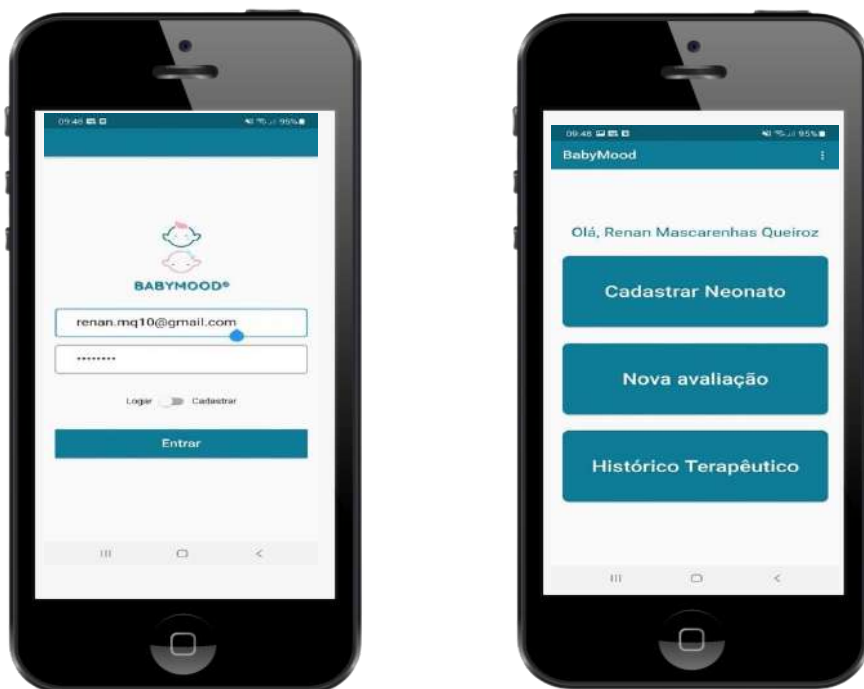 09:48
95%
BABYMOOD®
renan.mq10@gmail.com
••••••••
Logar Cadastrar
Entrar
09:48
95%
BabyMood
Olá, Renan Mascarenhas Queiroz
Cadastrar Neonato
Nova avaliação
Histórico Terapêutico